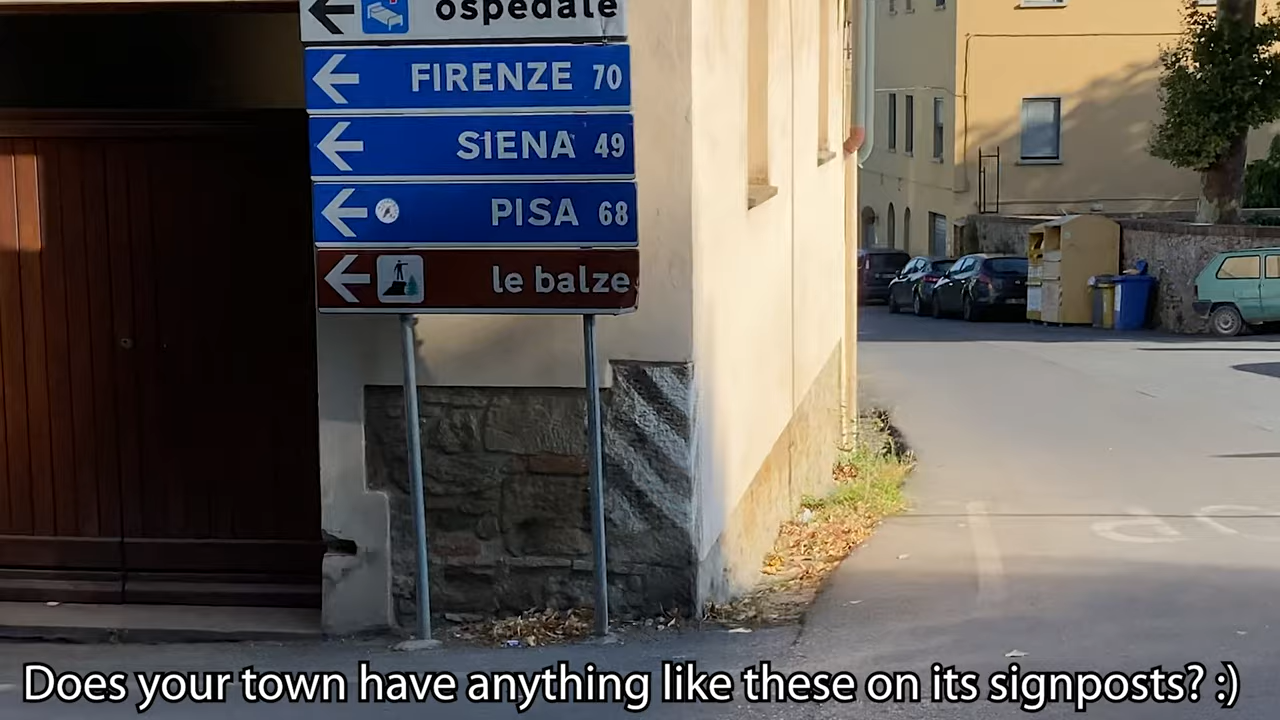 ospedale
FIRENZE 70
SIENA 49
PISA 68
le balze
Does your town have anything like these on its signposts? :)